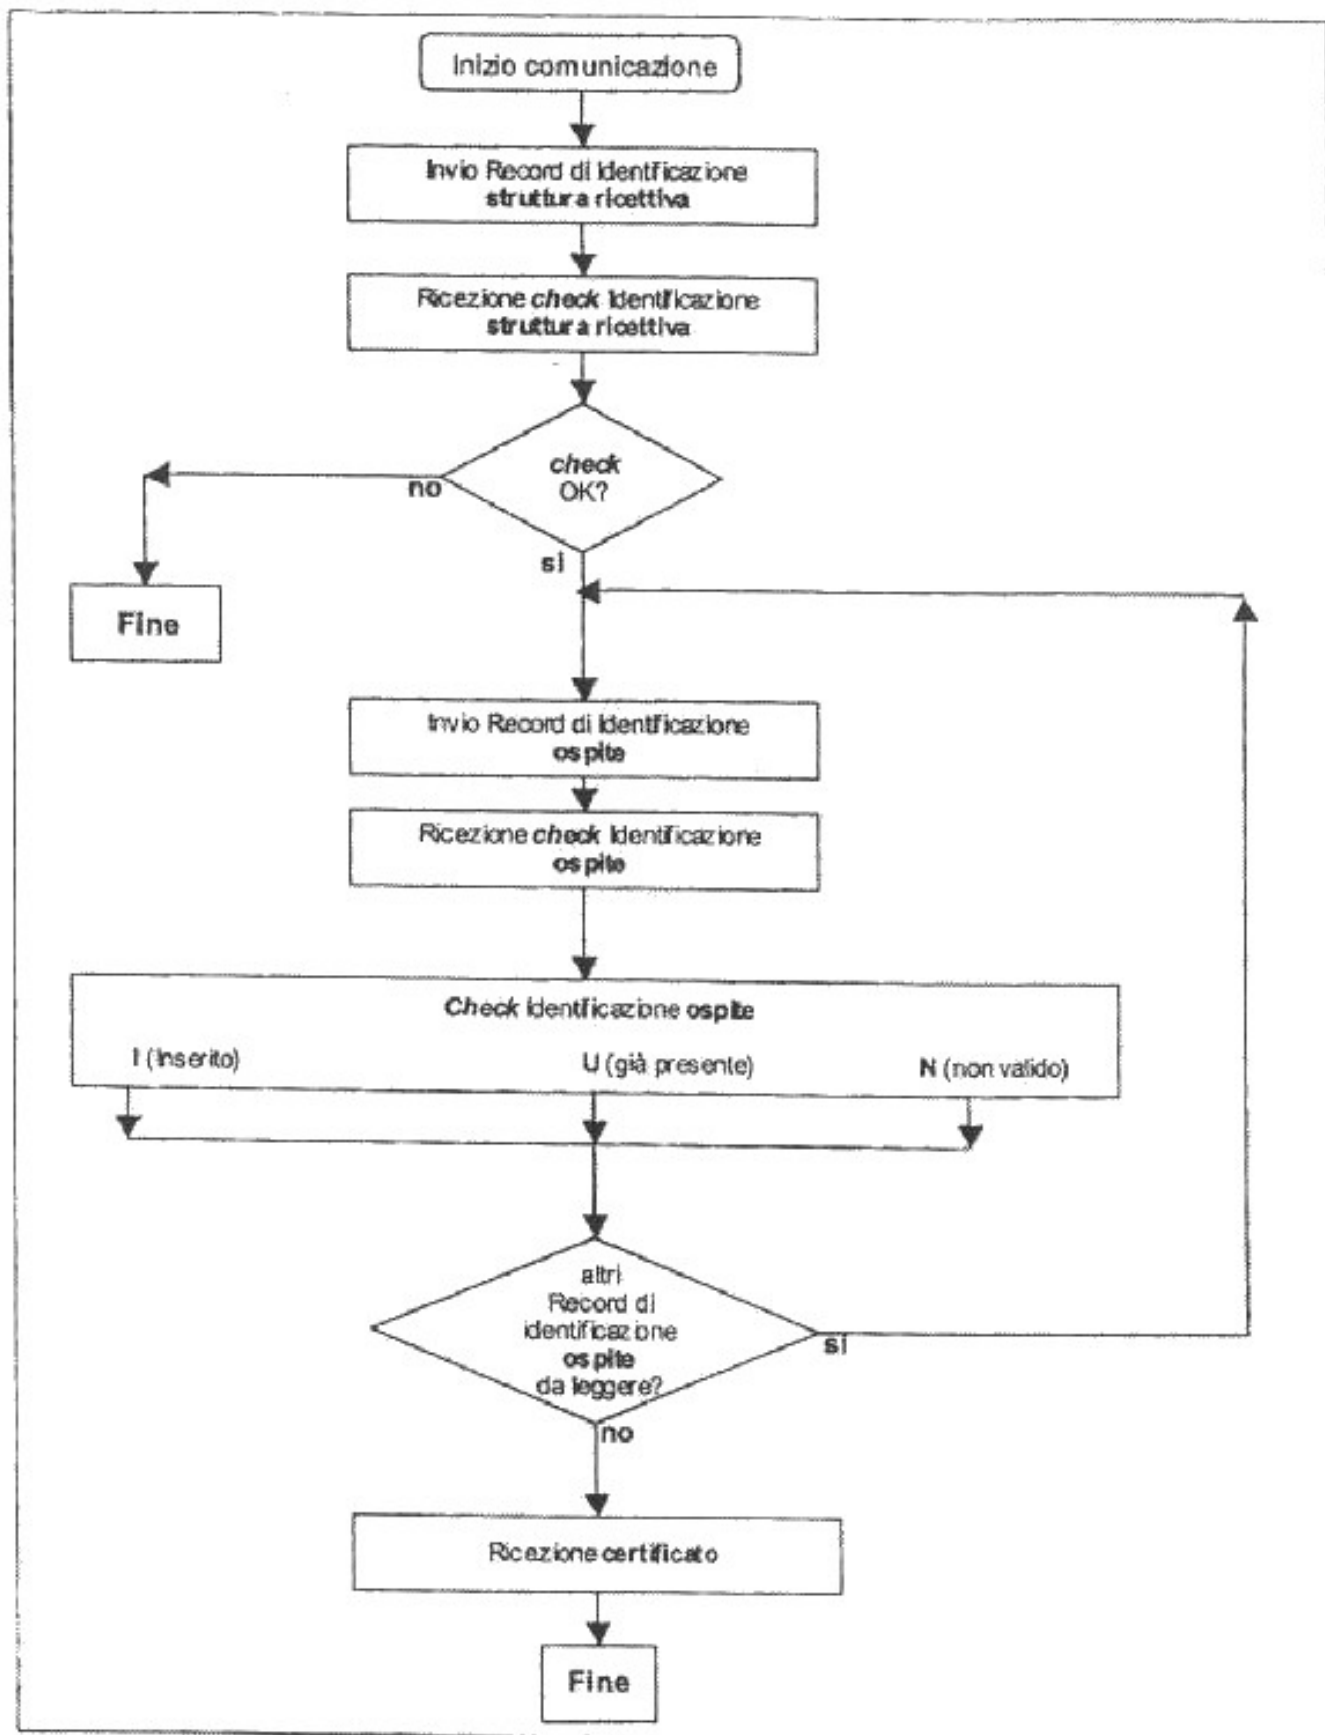 Inizio comunicazione
Invio Record di Identificazione
struttura ricettiva
Ricezione check Identificazione
struttura ricettiva
check
OK?
no
si
Fine
Invio Record di Identificazione
ospite
Ricezione check Identificazione
ospite
Check Identificazione ospite
I (Inserito)
U (già presente)
N (non valido)
altri
Record di
identificazione
ospite
da leggere?
si
no
Ricezione certificato
Fine